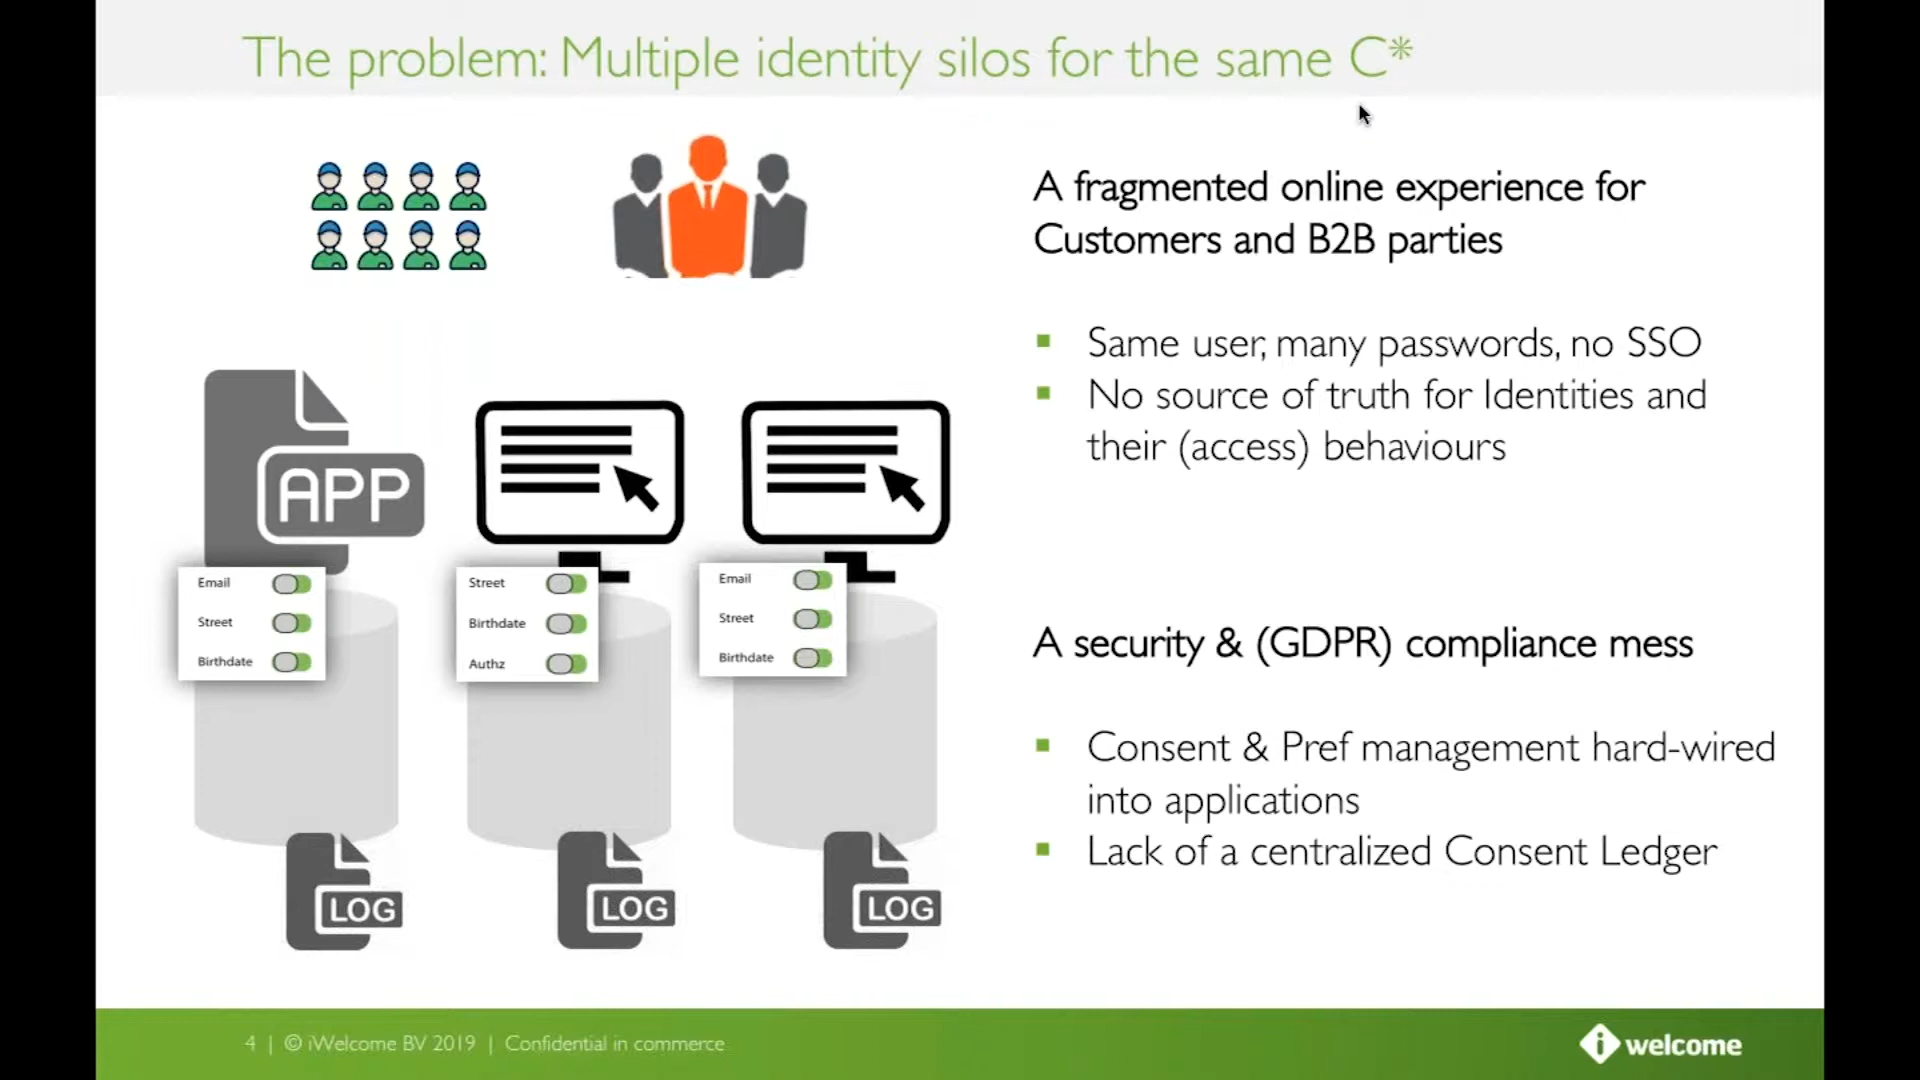 The problem: Multiple identity silos for the same C*
A fragmented online experience for
Customers and B2B parties
▪ Same user, many passwords, no SSO
▪ No source of truth for Identities and
their (access) behaviours
APP
Email
Street
Birthdate
Street
Birthdate
Authz
Email
Street
Birthdate
A security & (GDPR) compliance mess
▪ Consent & Pref management hard-wired
into applications
▪ Lack of a centralized Consent Ledger
LOG
LOG
LOG
4 | © iWelcome BV 2019 | Confidential in commerce
i welcome